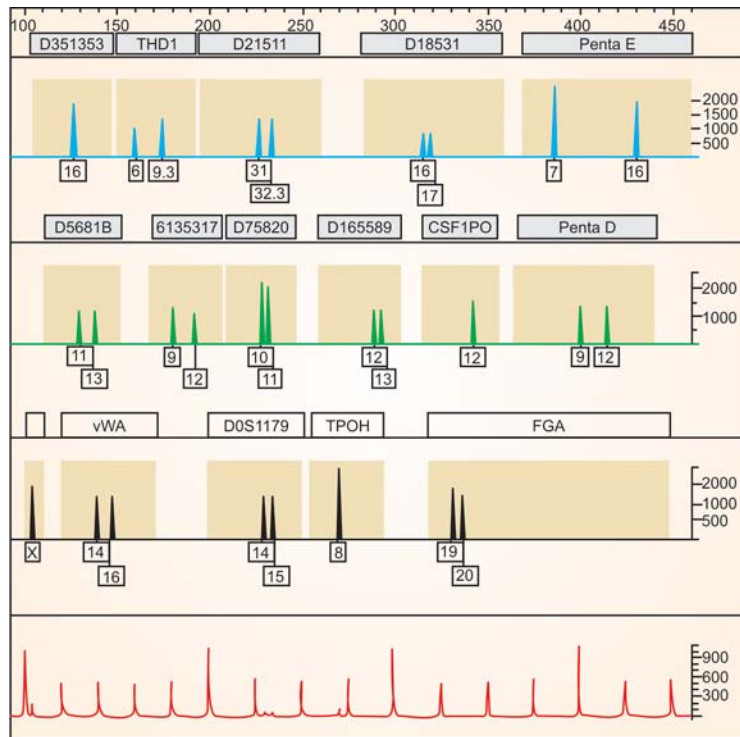 100 150 200 250 300 350 400 450
D351353 THD1 D21511 D18531 Penta E
2000
1500
1000
500
16 6 9.3 31 16 7 16
32.3 17
D5681B 6135317 D75820 D165589 CSF1PO Penta D
2000
1000
11 9 10 12 12 9 12
13 12 11 13
vWA D0S1179 TPOH FGA
2000
1000
500
X 14 14 8 19
16 15 20
900
600
300